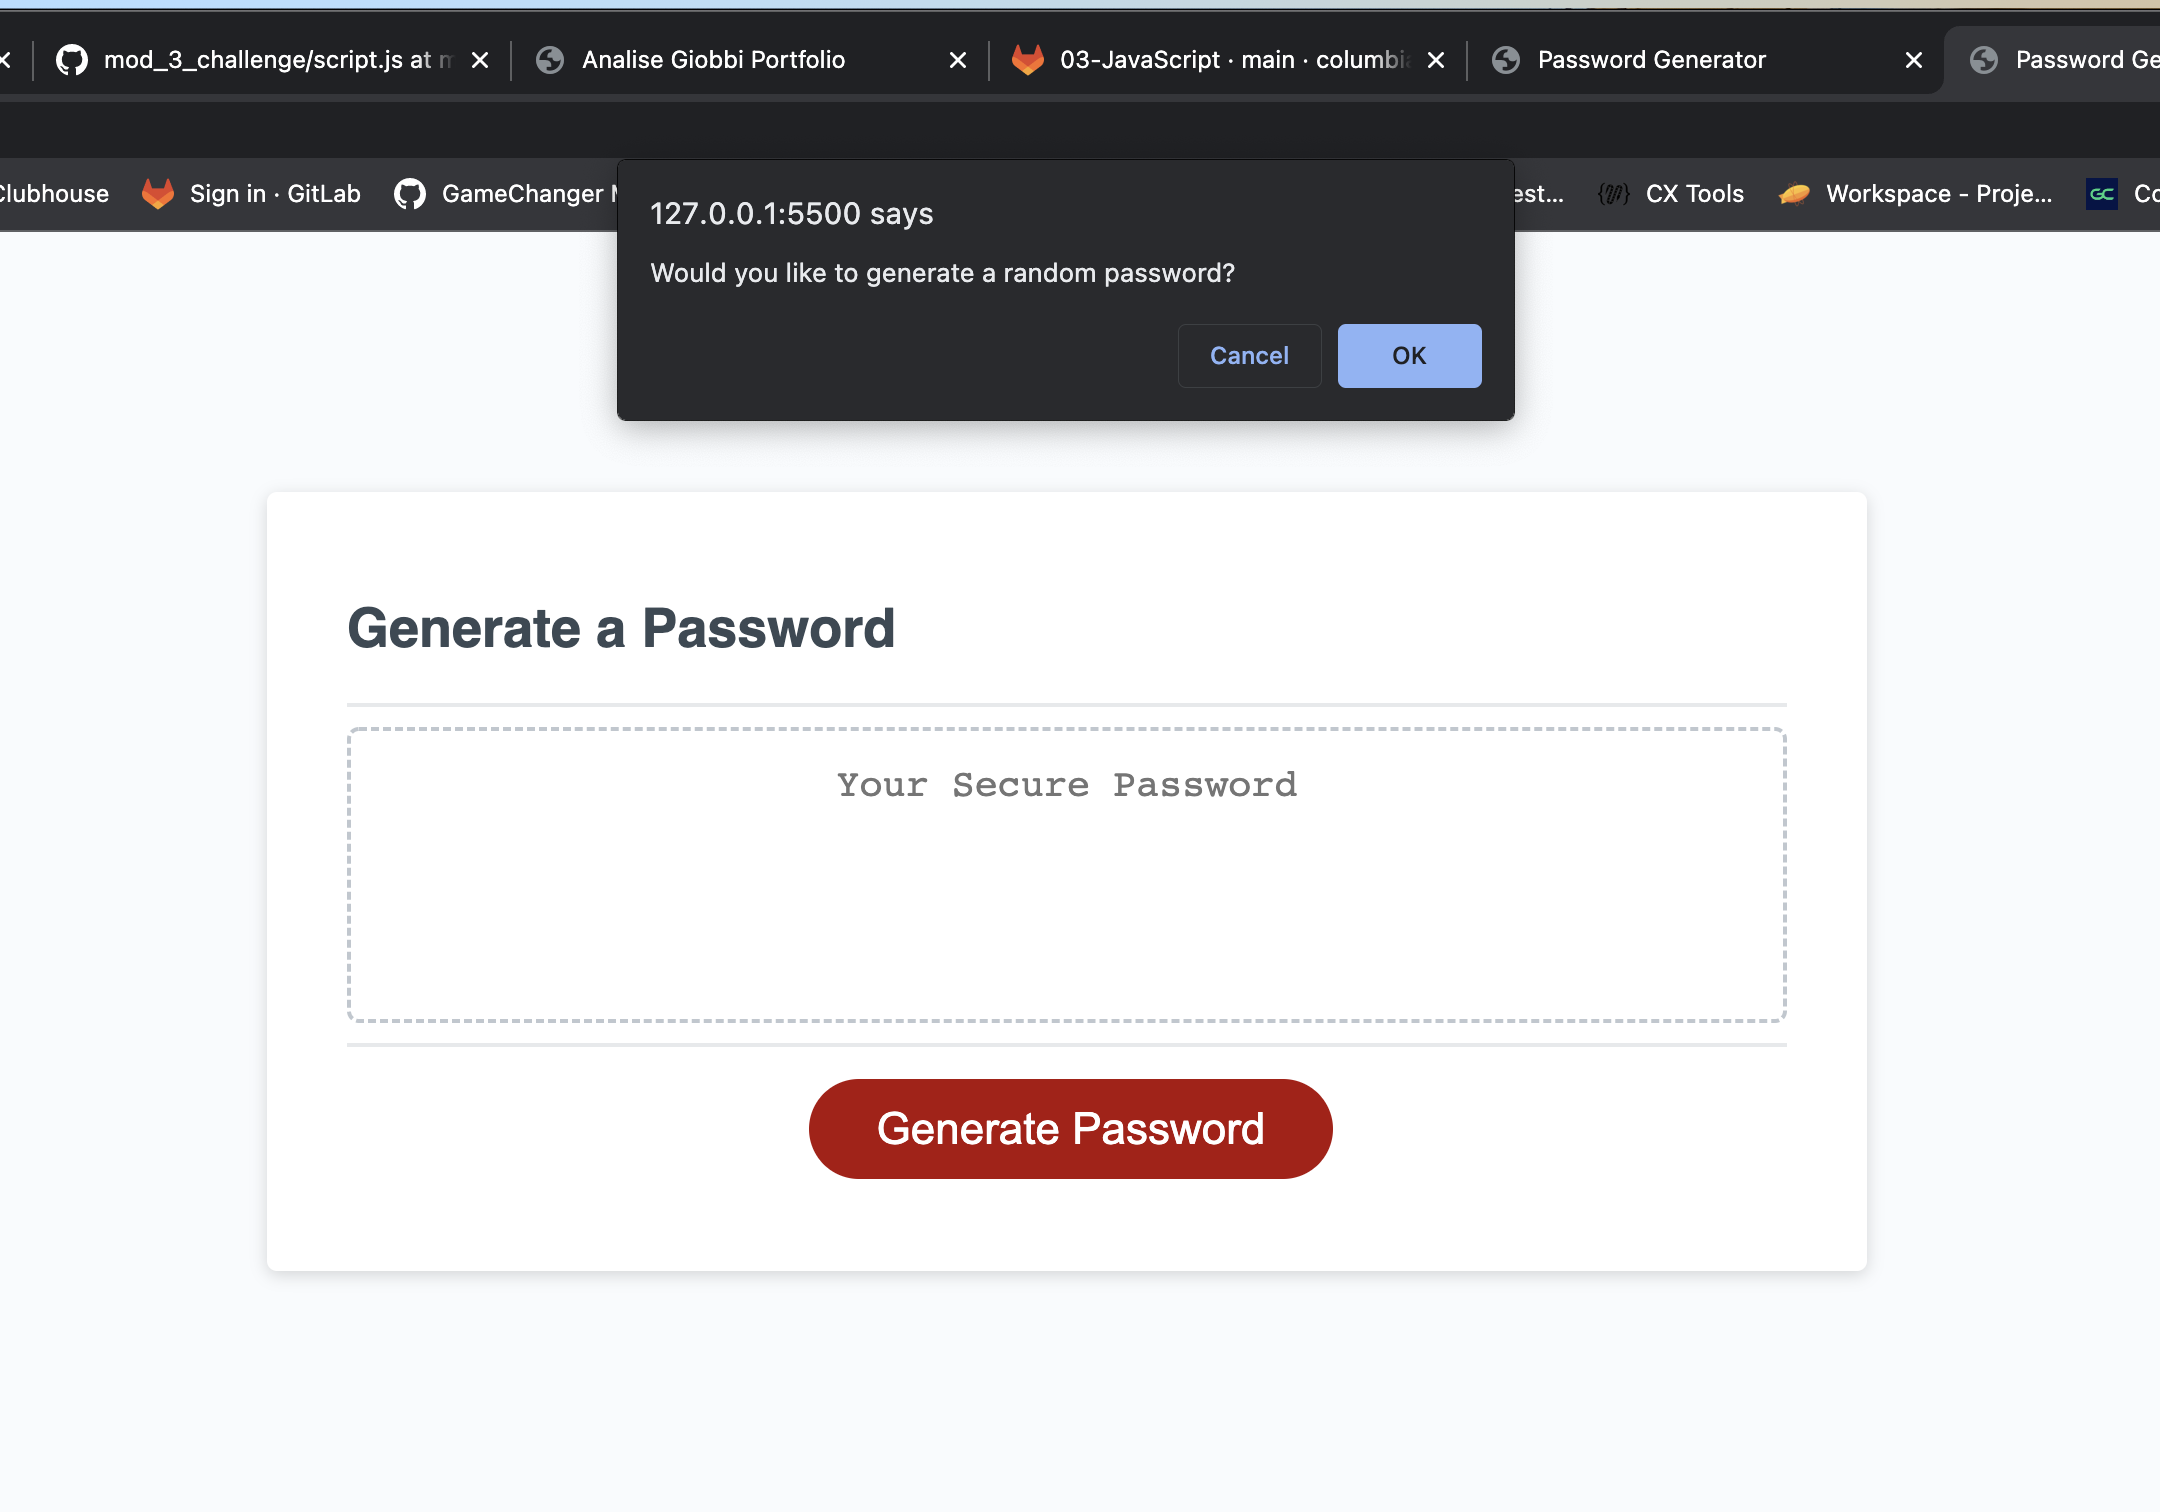 mod_3_challenge/script.js at
Analise Giobbi Portfolio
03-JavaScript · main · columbia
Password Generator
Password Ge
Clubhouse
Sign in · GitLab
GameChanger
est...
CX Tools
Workspace - Proje...
GC
Co
127.0.0.1:5500 says
Would you like to generate a random password?
Cancel
OK
Generate a Password
Your Secure Password
Generate Password